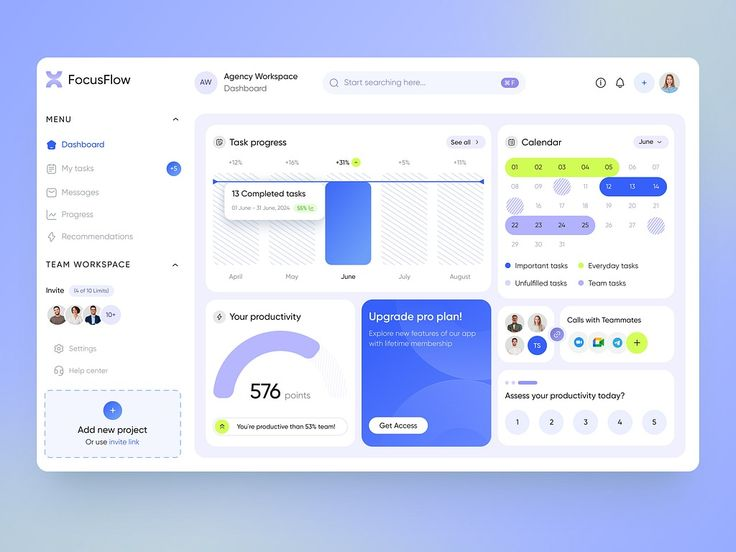 FocusFlow
AW
Agency Workspace
Dashboard
Start searching here...
⌘ F
MENU
Dashboard
My tasks
+5
Messages
Progress
Recommendations
TEAM WORKSPACE
Invite
(4 of 10 Limits)
10+
Settings
Help center
Add new project
Or use invite link
Task progress
See all
+12%
+16%
+31%
+5%
+11%
13 Completed tasks
01 June - 31 June, 2024
55%
April
May
June
July
August
Calendar
June
01 02 03 04 05 06 07
08 09 10 12 13 14
16 17 18 19 20 21
22 23 24 25 26 27
29 30 31
Important tasks
Everyday tasks
Unfulfilled tasks
Team tasks
Your productivity
576 points
You're productive than 53% team!
Upgrade pro plan!
Explore new features of our app
with lifetime membership
Get Access
TS
Calls with Teammates
Assess your productivity today?
1 2 3 4 5